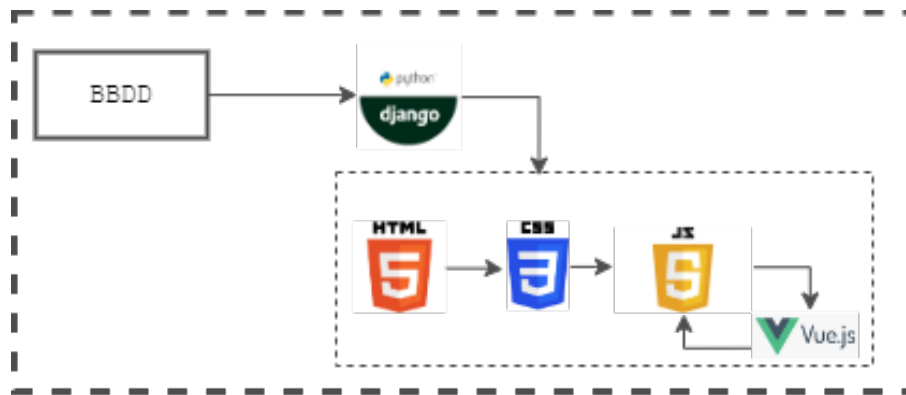 BBDD
python
django
HTML
5
CSS
3
JS
5
Vue.js